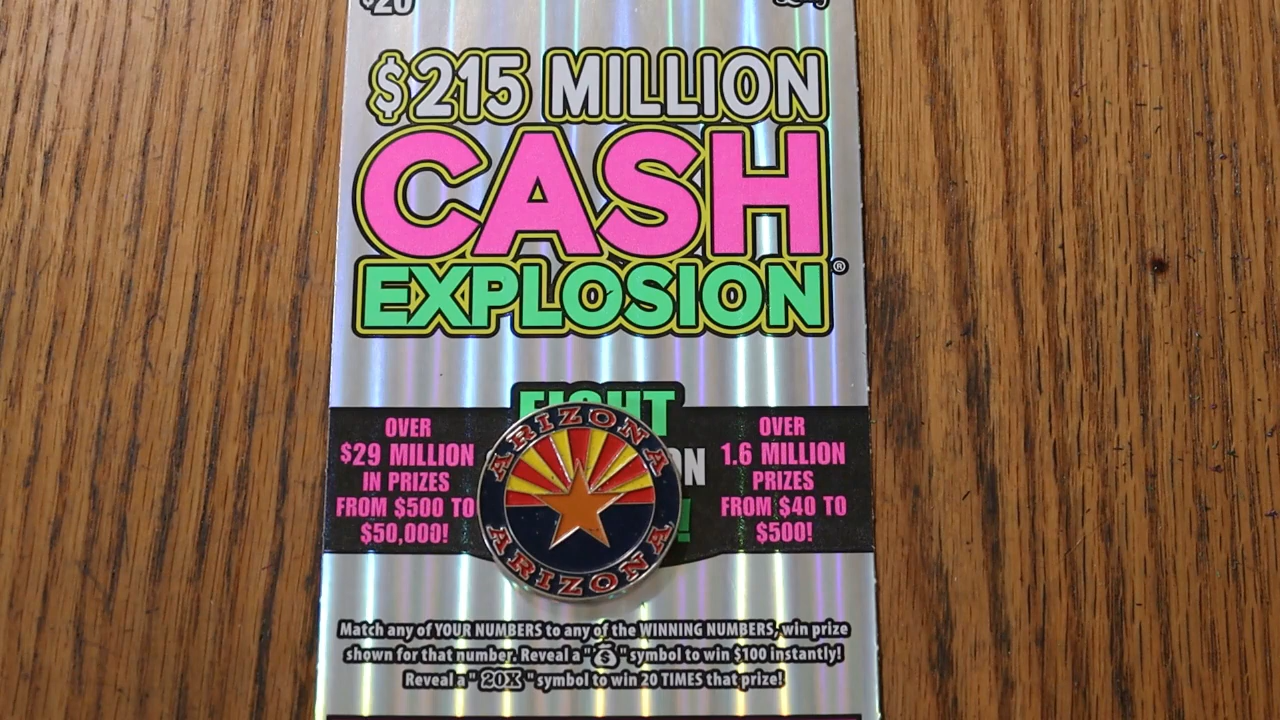 $20
$215 MILLION
CASH
EXPLOSION®
OVER
$29 MILLION
IN PRIZES
FROM $500 TO
$50,000!
ARIZONA
ARIZONA
OVER
1.6 MILLION
PRIZES
FROM $40 TO
$500!
Match any of YOUR NUMBERS to any of the WINNING NUMBERS, win prize
shown for that number. Reveal a "$" symbol to win $100 instantly!
Reveal a "20X" symbol to win 20 TIMES that prize!